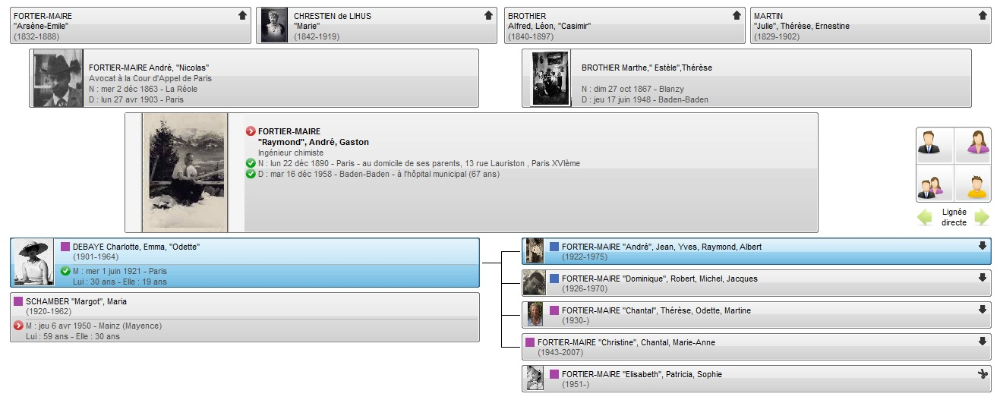 FORTIER-MAIRE
"Arsène-Emile"
(1832-1888)
CHRESTIEN de LIHUS
"Marie"
(1842-1919)
BROTHIER
Alfred, Léon, "Casimir"
(1840-1897)
MARTIN
"Julie", Thérèse, Ernestine
(1829-1902)
FORTIER-MAIRE André, "Nicolas"
Avocat à la Cour d'Appel de Paris
N : mer 2 déc 1863 - La Réole
D : lun 27 avr 1903 - Paris
BROTHIER Marthe," Estèle",Thérèse
N : dim 27 oct 1867 - Blanzy
D : jeu 17 juin 1948 - Baden-Baden
FORTIER-MAIRE
"Raymond", André, Gaston
Ingénieur chimiste
N : lun 22 déc 1890 - Paris - au domicile de ses parents, 13 rue Lauriston , Paris XVIème
D : mar 16 déc 1958 - Baden-Baden - à l'hôpital municipal (67 ans)
Lignée
directe
DEBAYE Charlotte, Emma, "Odette"
(1901-1964)
M : mer 1 juin 1921 - Paris
Lui : 30 ans - Elle : 19 ans
SCHAMBER "Margot", Maria
(1920-1962)
M : jeu 6 avr 1950 - Mainz (Mayence)
Lui : 59 ans - Elle : 30 ans
FORTIER-MAIRE "André", Jean, Yves, Raymond, Albert
(1922-1975)
FORTIER-MAIRE "Dominique", Robert, Michel, Jacques
(1926-1970)
FORTIER-MAIRE "Chantal", Thérèse, Odette, Martine
(1930-)
FORTIER-MAIRE "Christine", Chantal, Marie-Anne
(1943-2007)
FORTIER-MAIRE "Elisabeth", Patricia, Sophie
(1951-)